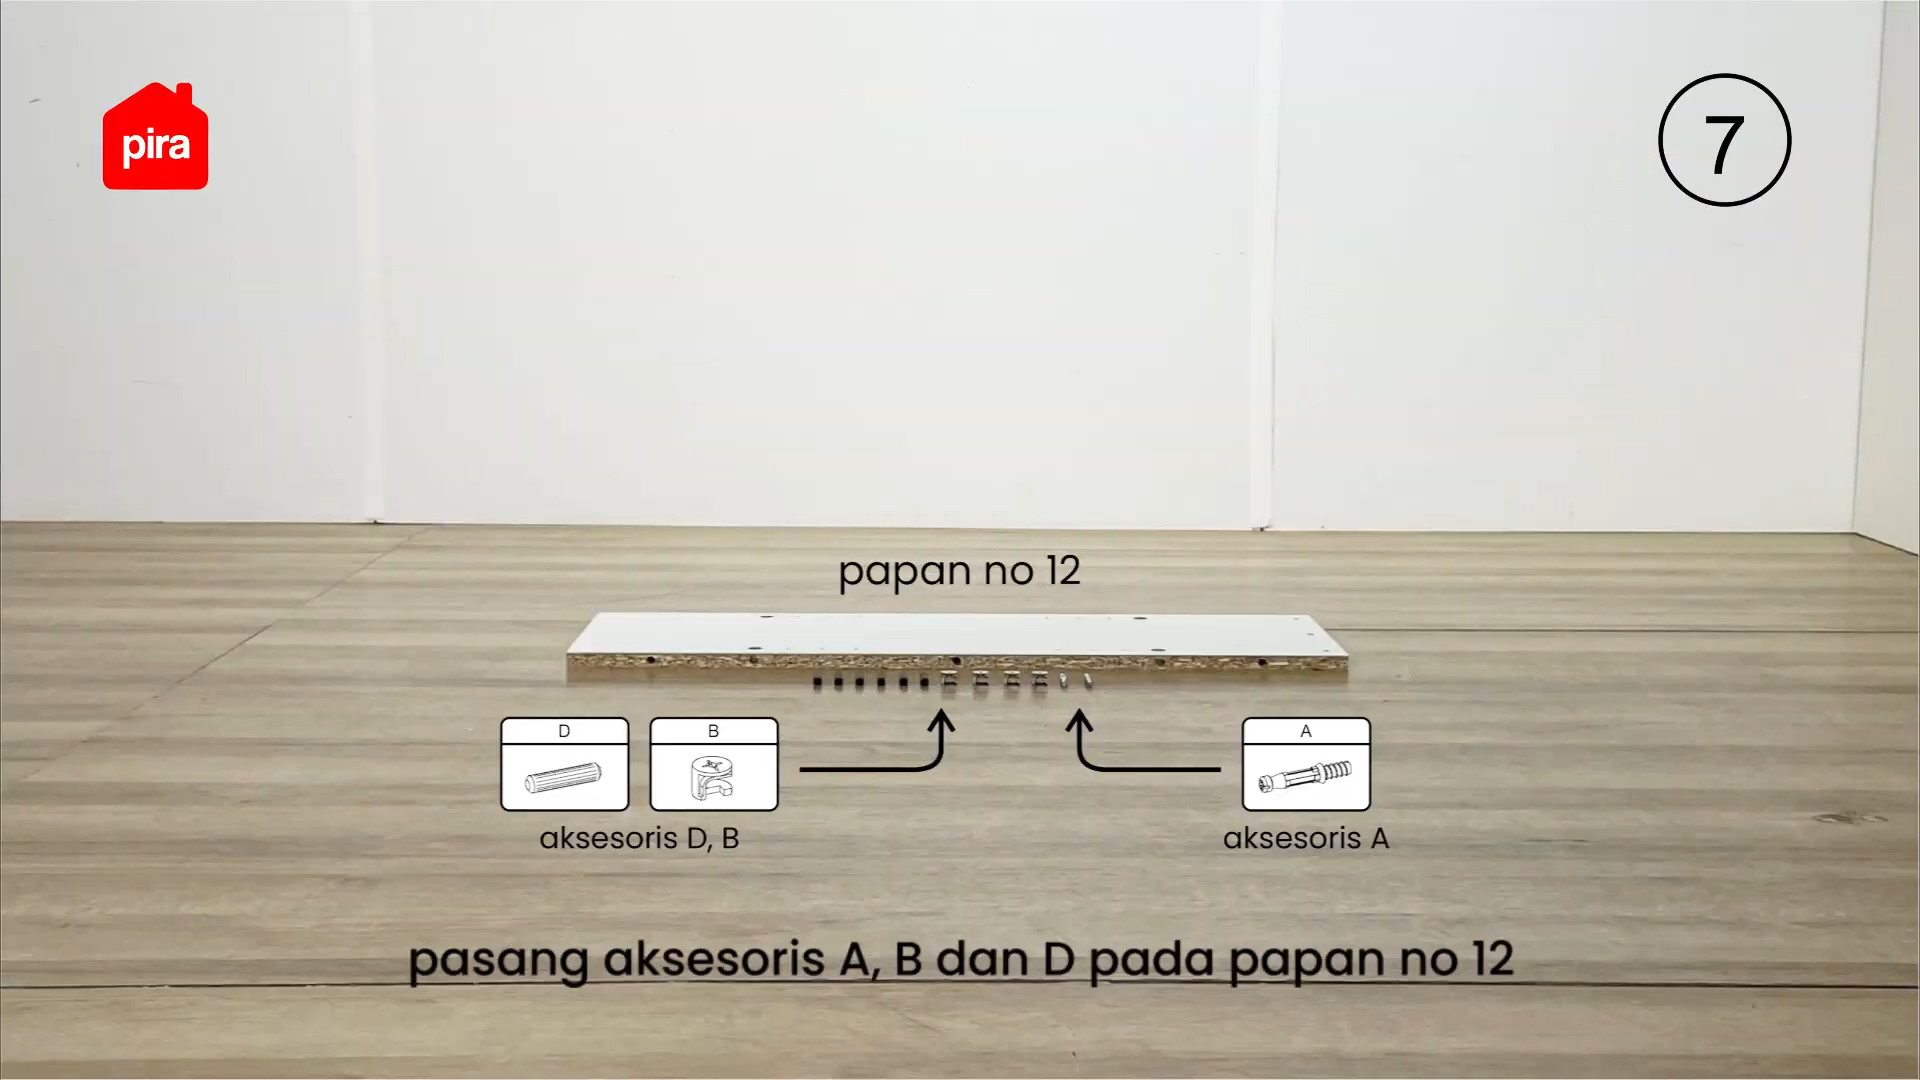 pira
7
papan no 12
D
B
A
aksesoris D, B
aksesoris A
pasang aksesoris A, B dan D pada papan no 12